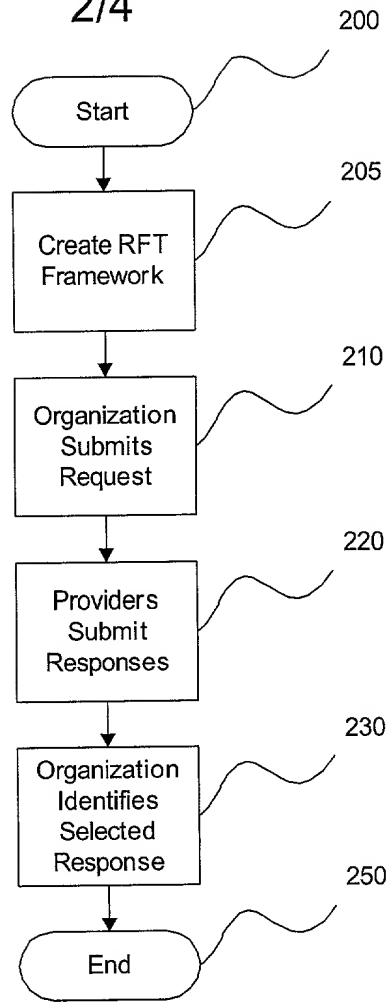 2/4
200
Start
205
Create RFT
Framework
210
Organization
Submits
Request
220
Providers
Submit
Responses
230
Organization
Identifies
Selected
Response
250
End